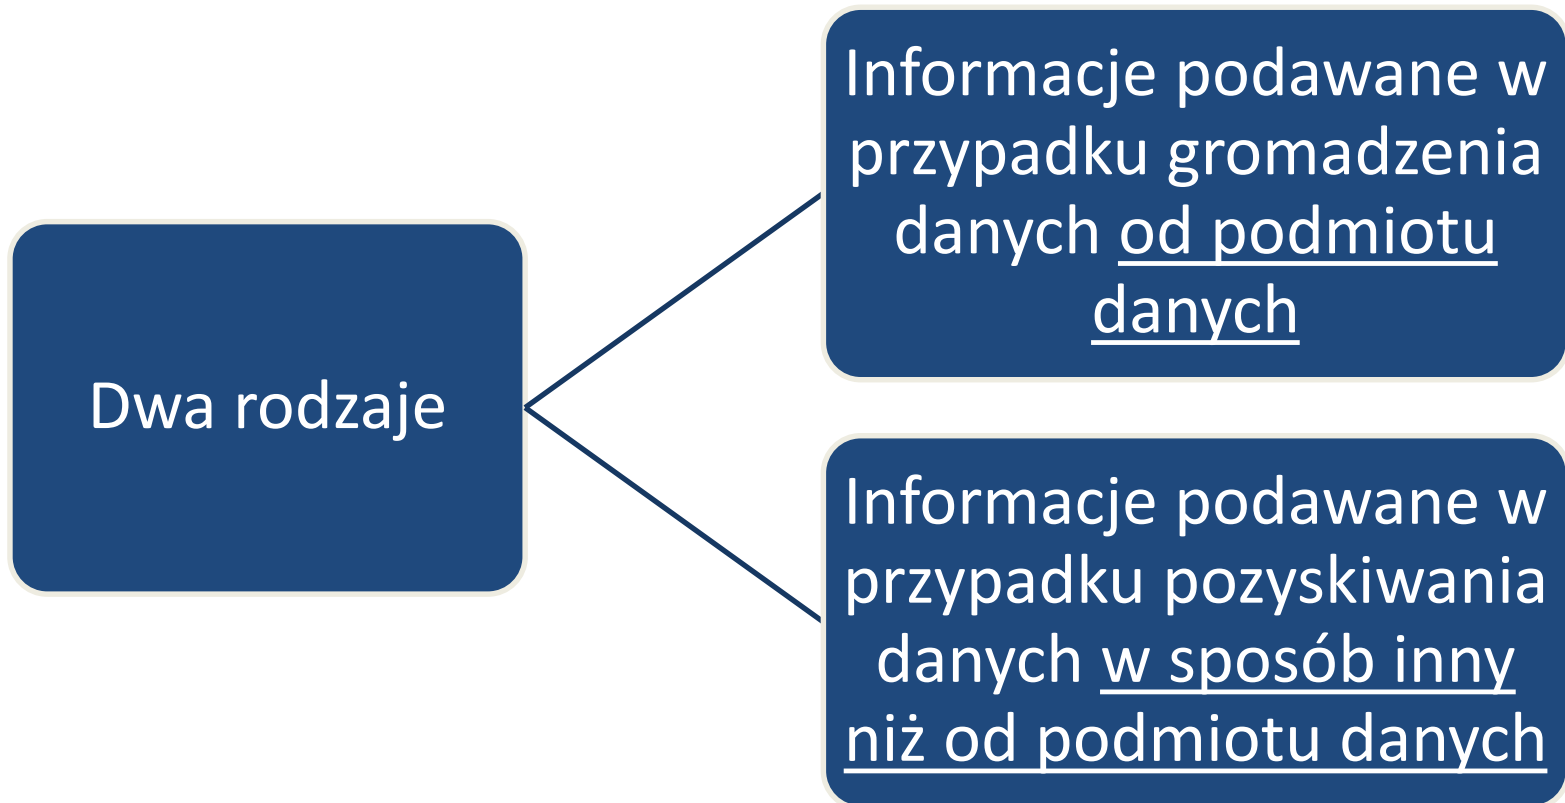 Dwa rodzaje
Informacje podawane w
przypadku gromadzenia
danych od podmiotu
danych
Informacje podawane w
przypadku pozyskiwania
danych w sposób inny
niż od podmiotu danych